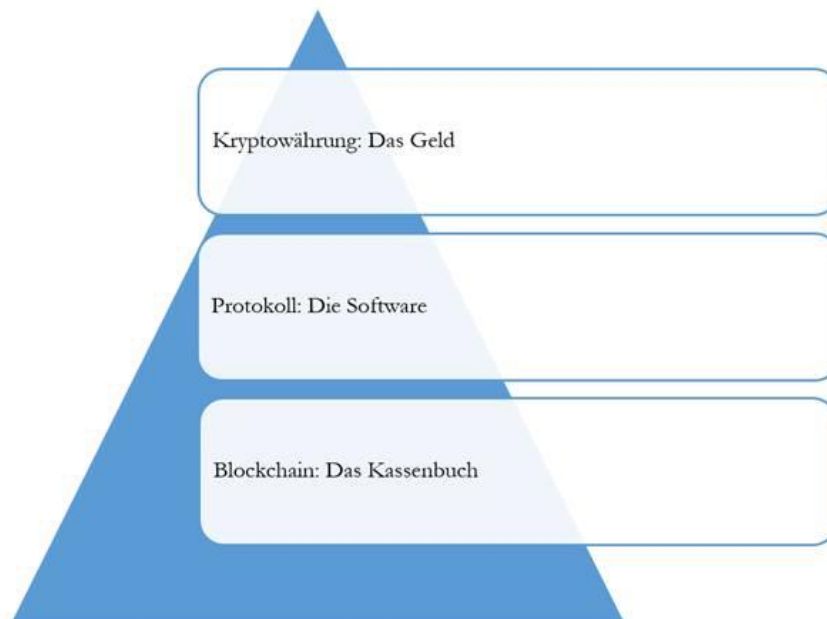 Kryptowährung: Das Geld
Protokoll: Die Software
Blockchain: Das Kassenbuch